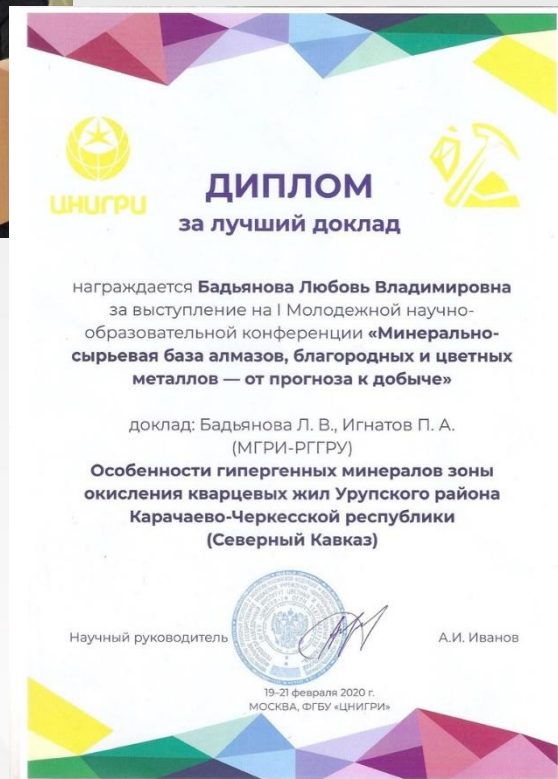 ЦНИГРИ
ДИПЛОМ
за лучший доклад
награждается Бадьянова Любовь Владимировна
за выступление на I Молодежной научно-
образовательной конференции «Минерально-
сырьевая база алмазов, благородных и цветных
металлов — от прогноза к добыче»
доклад: Бадьянова Л. В., Игнатов П. А.
(МГРИ-РГГРУ)
Особенности гипергенных минералов зоны
окисления кварцевых жил Урупского района
Карачаево-Черкесской республики
(Северный Кавказ)
Научный руководитель
А.И. Иванов
19–21 февраля 2020 г.
МОСКВА, ФГБУ «ЦНИГРИ»